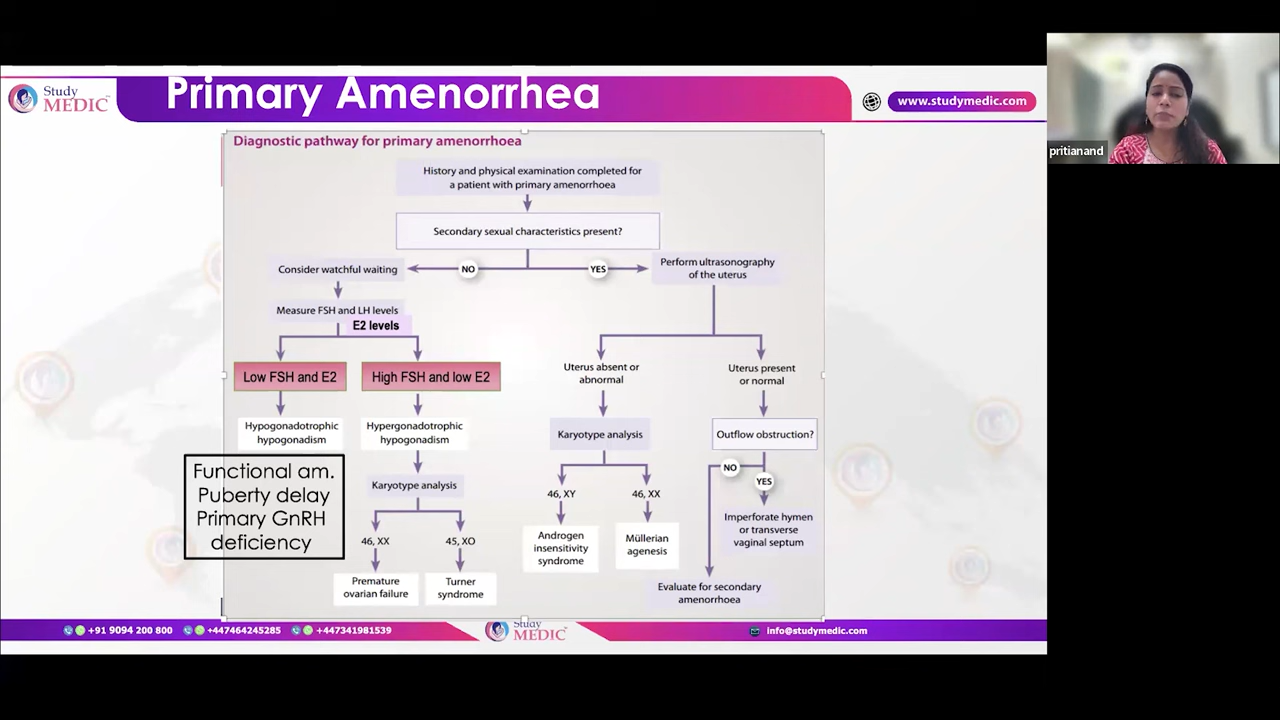 Study
MEDIC
Primary Amenorrhea
www.studymedic.com
pritianand
Diagnostic pathway for primary amenorrhoea
History and physical examination completed for
a patient with primary amenorrhoea
Secondary sexual characteristics present?
Consider watchful waiting
NO
YES
Perform ultrasonography
of the uterus
Measure FSH and LH levels
E2 levels
Low FSH and E2
High FSH and low E2
Uterus absent or
abnormal
Uterus present
or normal
Hypogonadotrophic
hypogonadism
Hypergonadotrophic
hypogonadism
Karyotype analysis
Outflow obstruction?
Functional am.
Puberty delay
Primary GnRH
deficiency
Karyotype analysis
NO
YES
46, XX
45, XO
46, XY
46, XX
Imperforate hymen
or transverse
vaginal septum
Androgen
insensitivity
syndrome
Müllerian
agenesis
Premature
ovarian failure
Turner
syndrome
Evaluate for secondary
amenorrhoea
+91 9094 200 800
+447464245285
+447341981539
Study
MEDIC
info@studymedic.com